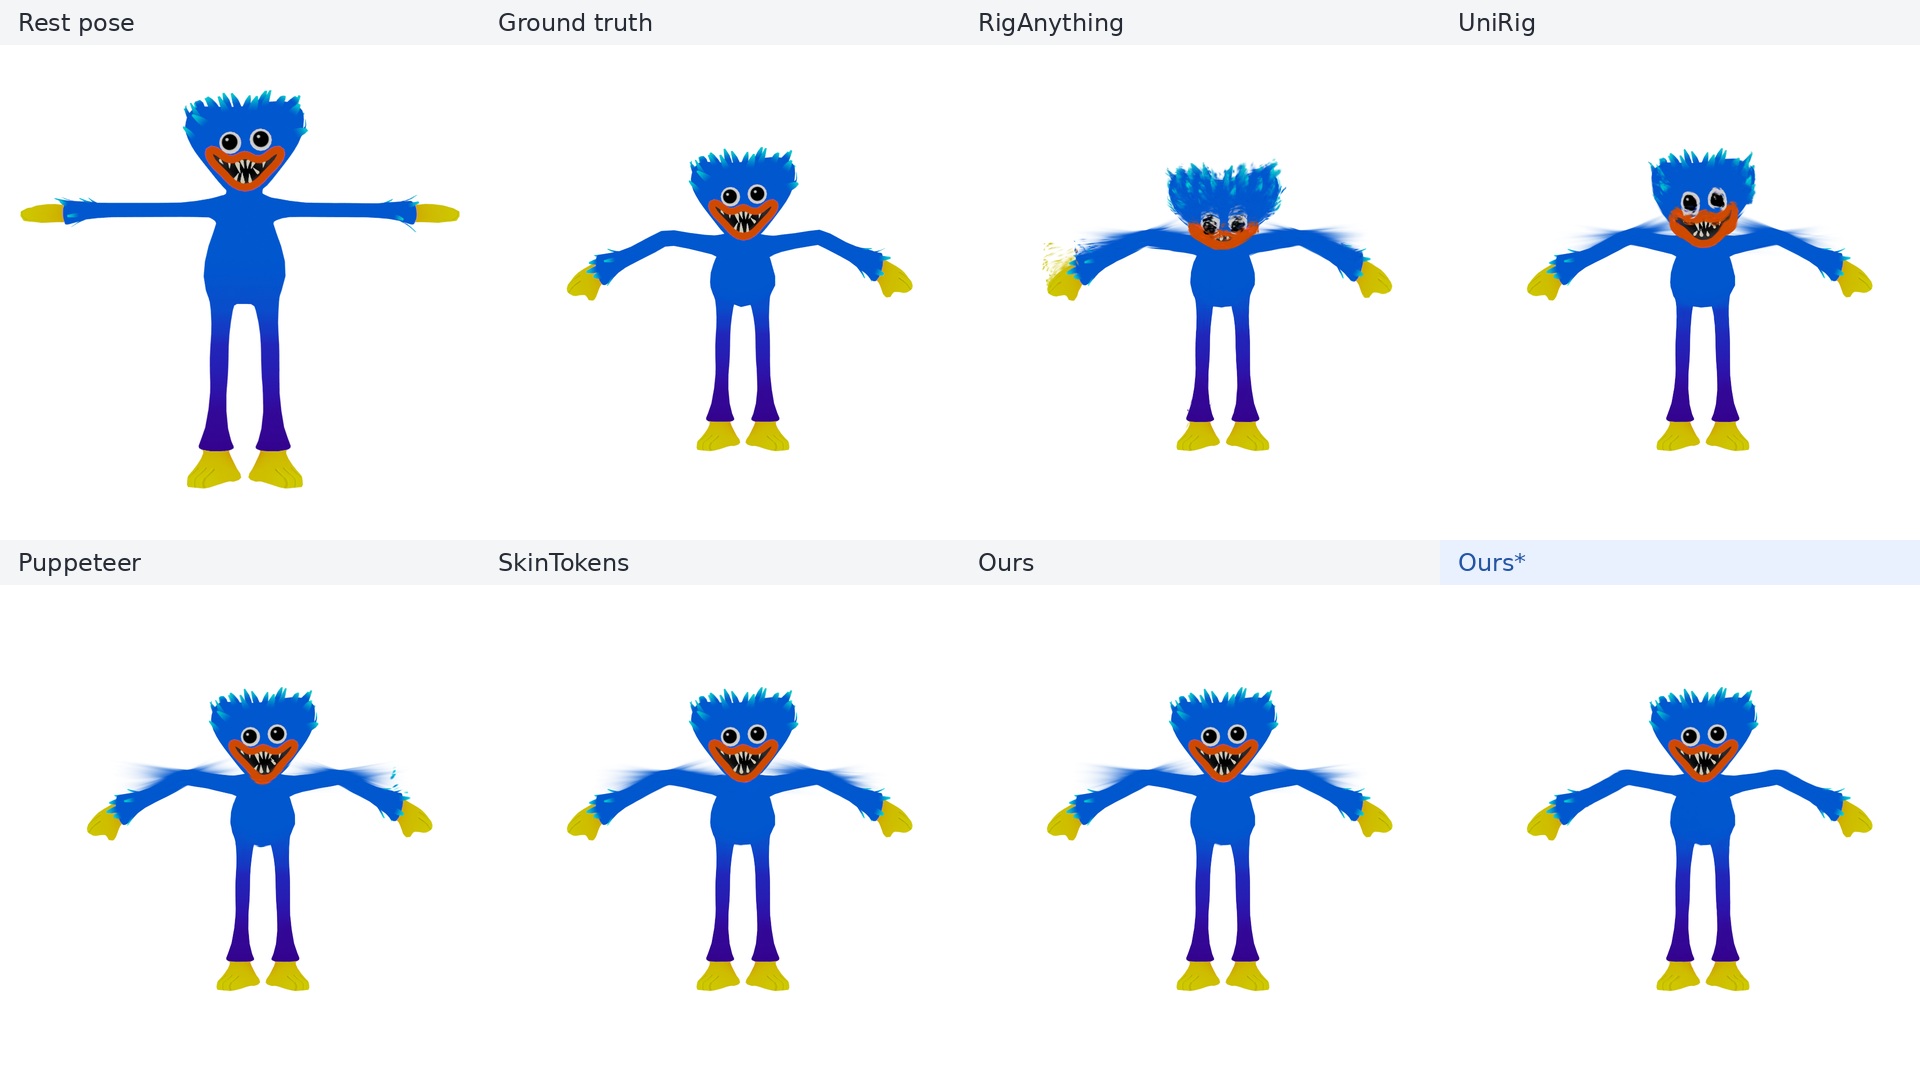 Rest pose
Ground truth
RigAnything
UniRig
Puppeteer
SkinTokens
Ours
Ours*